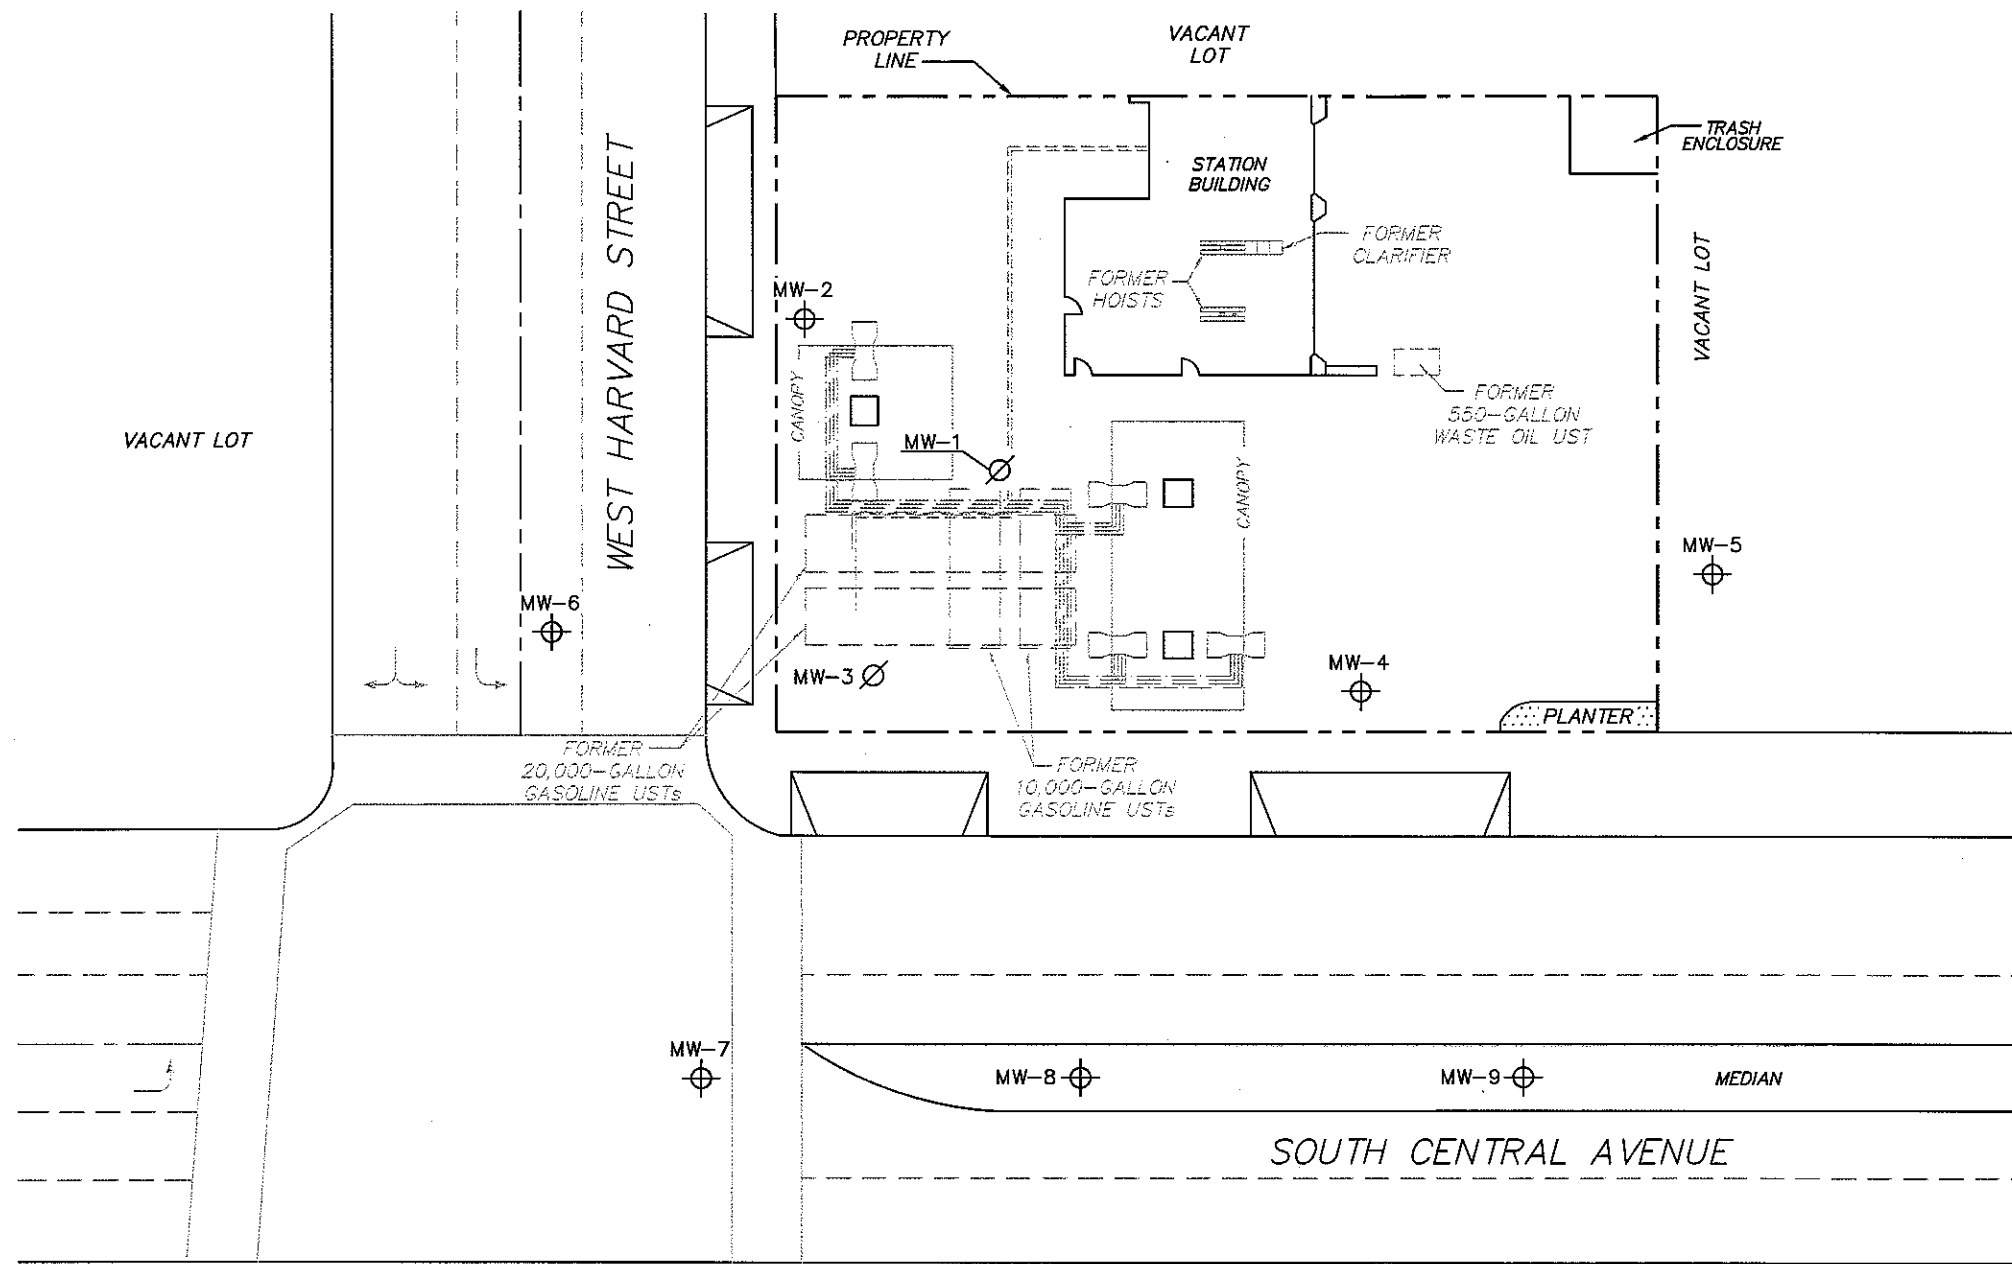 PROPERTY
LINE
VACANT
LOT
TRASH
ENCLOSURE
STATION
BUILDING
WEST HARVARD STREET
FORMER
CLARIFIER
FORMER
HOISTS
VACANT LOT
MW-2
CANOPY
FORMER
550-GALLON
WASTE OIL UST
VACANT LOT
MW-1
CANOPY
MW-5
MW-6
MW-3
MW-4
PLANTER
FORMER
20,000-GALLON
GASOLINE USTs
FORMER
10,000-GALLON
GASOLINE USTs
MW-7
MW-8
MW-9
MEDIAN
SOUTH CENTRAL AVENUE